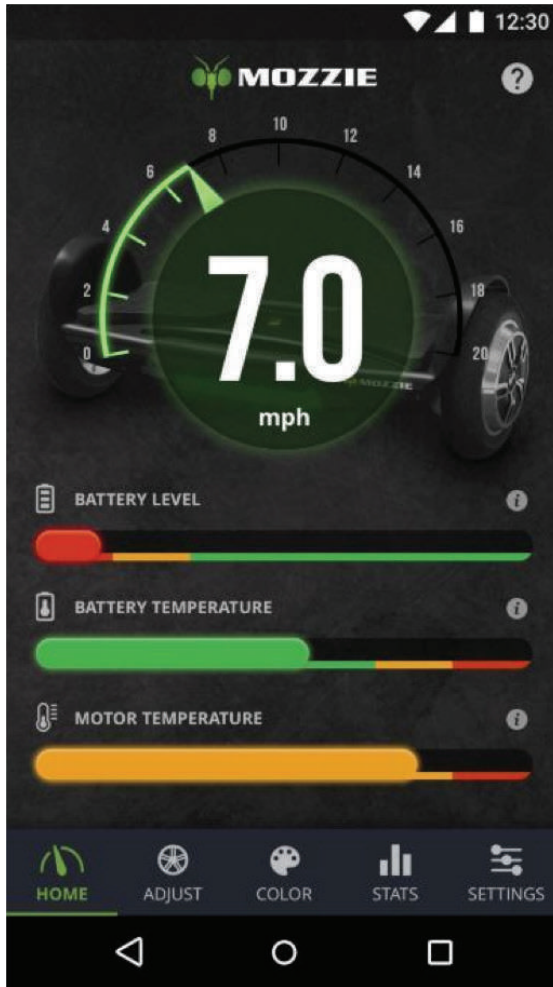 12:30
MOZZIE
?
10
8
12
6
14
4
16
7.0
2
18
0
20
MOZZIE
mph
BATTERY LEVEL
i
BATTERY TEMPERATURE
i
MOTOR TEMPERATURE
i
HOME
ADJUST
COLOR
STATS
SETTINGS